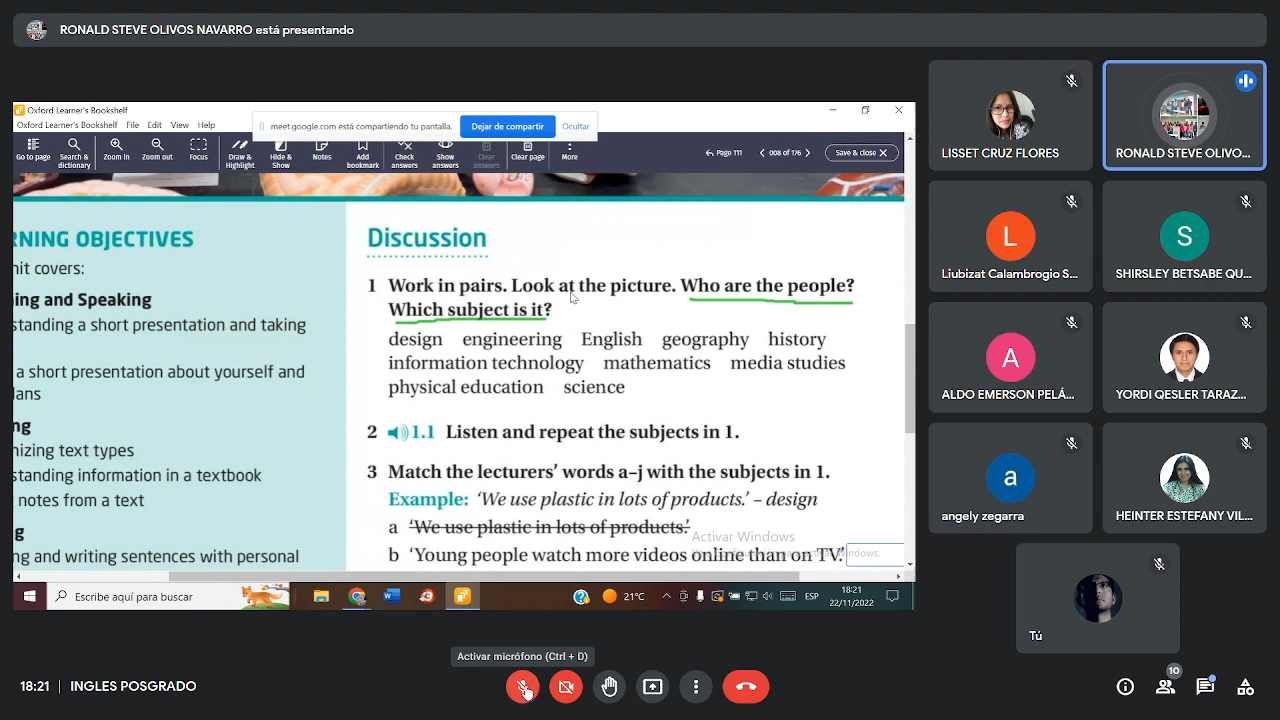 RONALD STEVE OLIVOS NAVARRO está presentando
Oxford Learner's Bookshelf
Oxford Learner's Bookshelf File Edit View Help
meet.google.com está compartiendo tu pantalla. Dejar de compartir Ocultar
Go to page Search & dictionary Zoom in Zoom out Focus Draw & Highlight Hide & Show Notes Add bookmark Check answers Show answers Clear answers Clear page More
Page 111 008 of 176 Save & close
RNING OBJECTIVES
nit covers:
ing and Speaking
standing a short presentation and taking
a short presentation about yourself and
lans
ng
nizing text types
standing information in a textbook
notes from a text
g
ng and writing sentences with personal
Discussion
1 Work in pairs. Look at the picture. Who are the people?
Which subject is it?
design engineering English geography history
information technology mathematics media studies
physical education science
2 1.1 Listen and repeat the subjects in 1.
3 Match the lecturers' words a–j with the subjects in 1.
Example: 'We use plastic in lots of products.' – design
a 'We use plastic in lots of products.'
b 'Young people watch more videos online than on TV.'
Activar Windows
Escribe aquí para buscar
21°C
ESP
18:21
22/11/2022
LISSET CRUZ FLORES
RONALD STEVE OLIVO...
L
Liubizat Calambrogio S...
S
SHIRSLEY BETSABE QU...
A
ALDO EMERSON PELÁ...
YORDI QESLER TARAZ...
a
angely zegarra
HEINTER ESTEFANY VIL...
Tú
Activar micrófono (Ctrl + D)
18:21 | INGLES POSGRADO
10